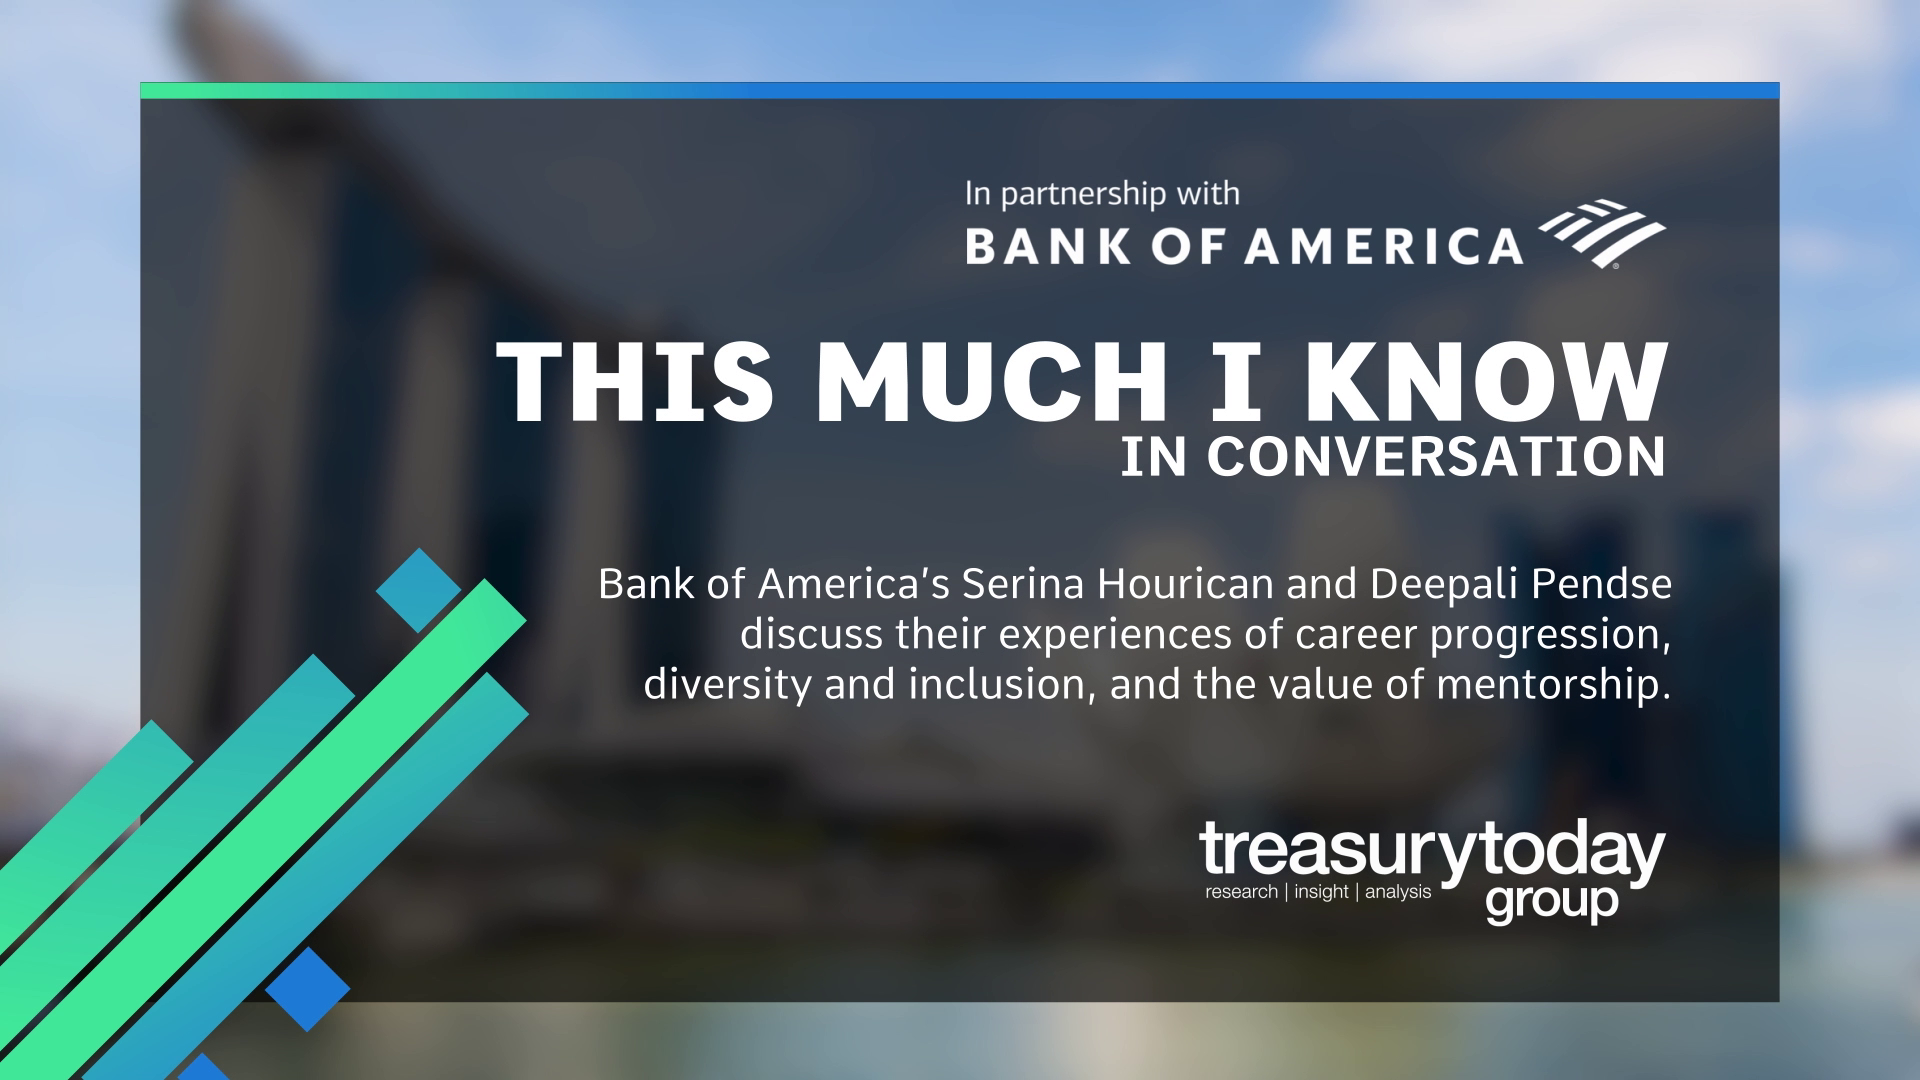 In partnership with
BANK OF AMERICA
THIS MUCH I KNOW
IN CONVERSATION
Bank of America's Serina Hourican and Deepali Pendse
discuss their experiences of career progression,
diversity and inclusion, and the value of mentorship.
treasurytoday
research | insight | analysis
group